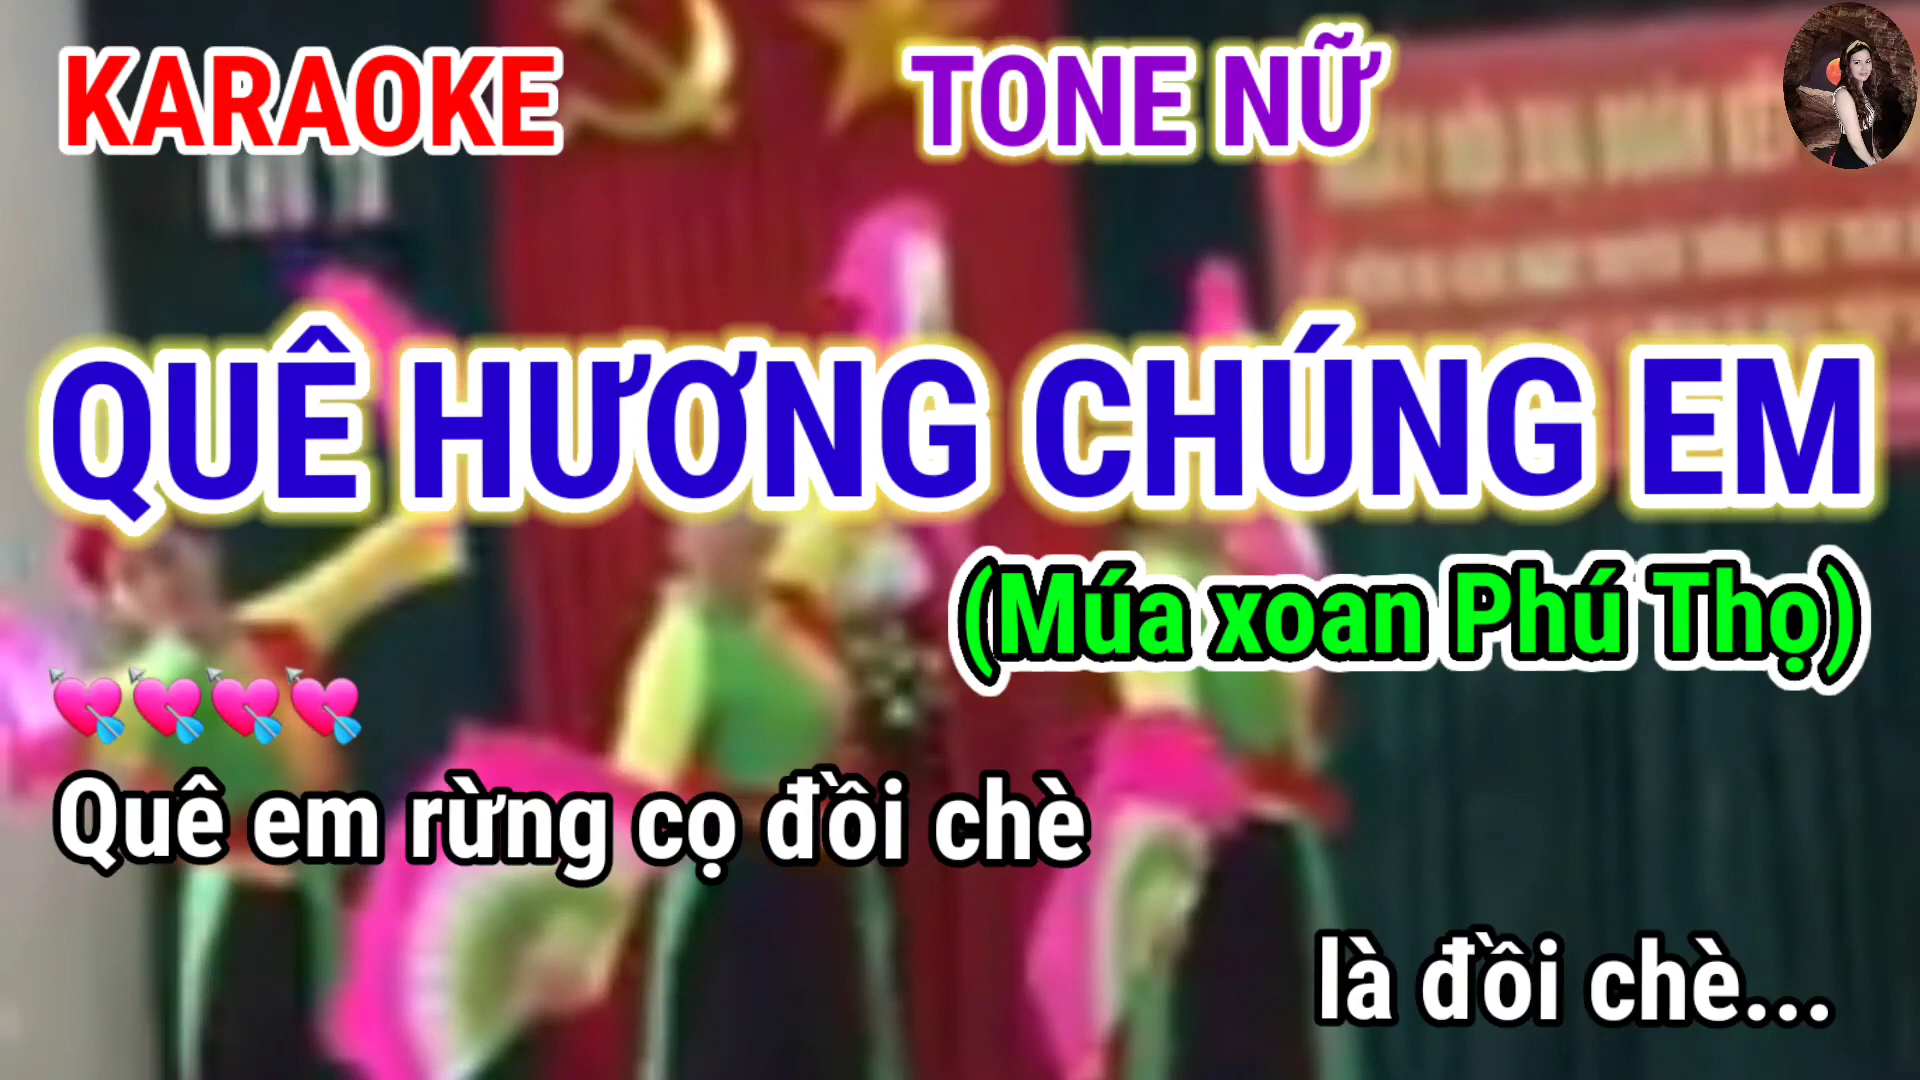 KARAOKE TONE NỮ
QUÊ HƯƠNG CHÚNG EM
(Múa xoan Phú Thọ)
Quê em rừng cọ đồi chè
là đồi chè...